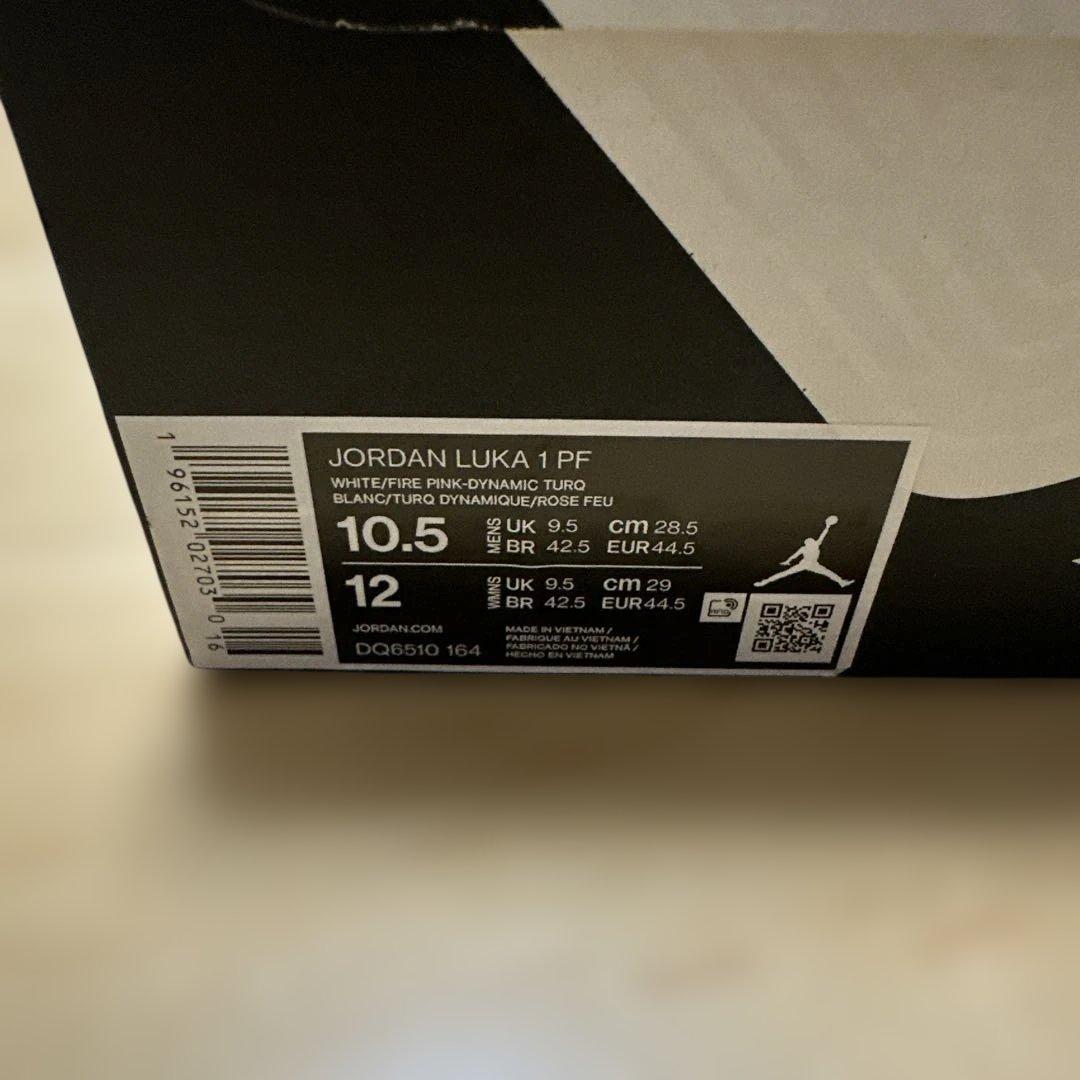 JORDAN LUKA 1 PF
WHITE/FIRE PINK-DYNAMIC TURQ
BLANC/TURQ DYNAMIQUE/ROSE FEU
10.5 MENS UK 9.5 cm 28.5
BR 42.5 EUR 44.5
12 WMNS UK 9.5 cm 29
BR 42.5 EUR 44.5
JORDAN.COM
DQ6510 164
MADE IN VIETNAM /
FABRIQUE AU VIETNAM /
FABRICADO NO VIETNÃ /
HECHO EN VIETNAM
1 96152 02703 0 16